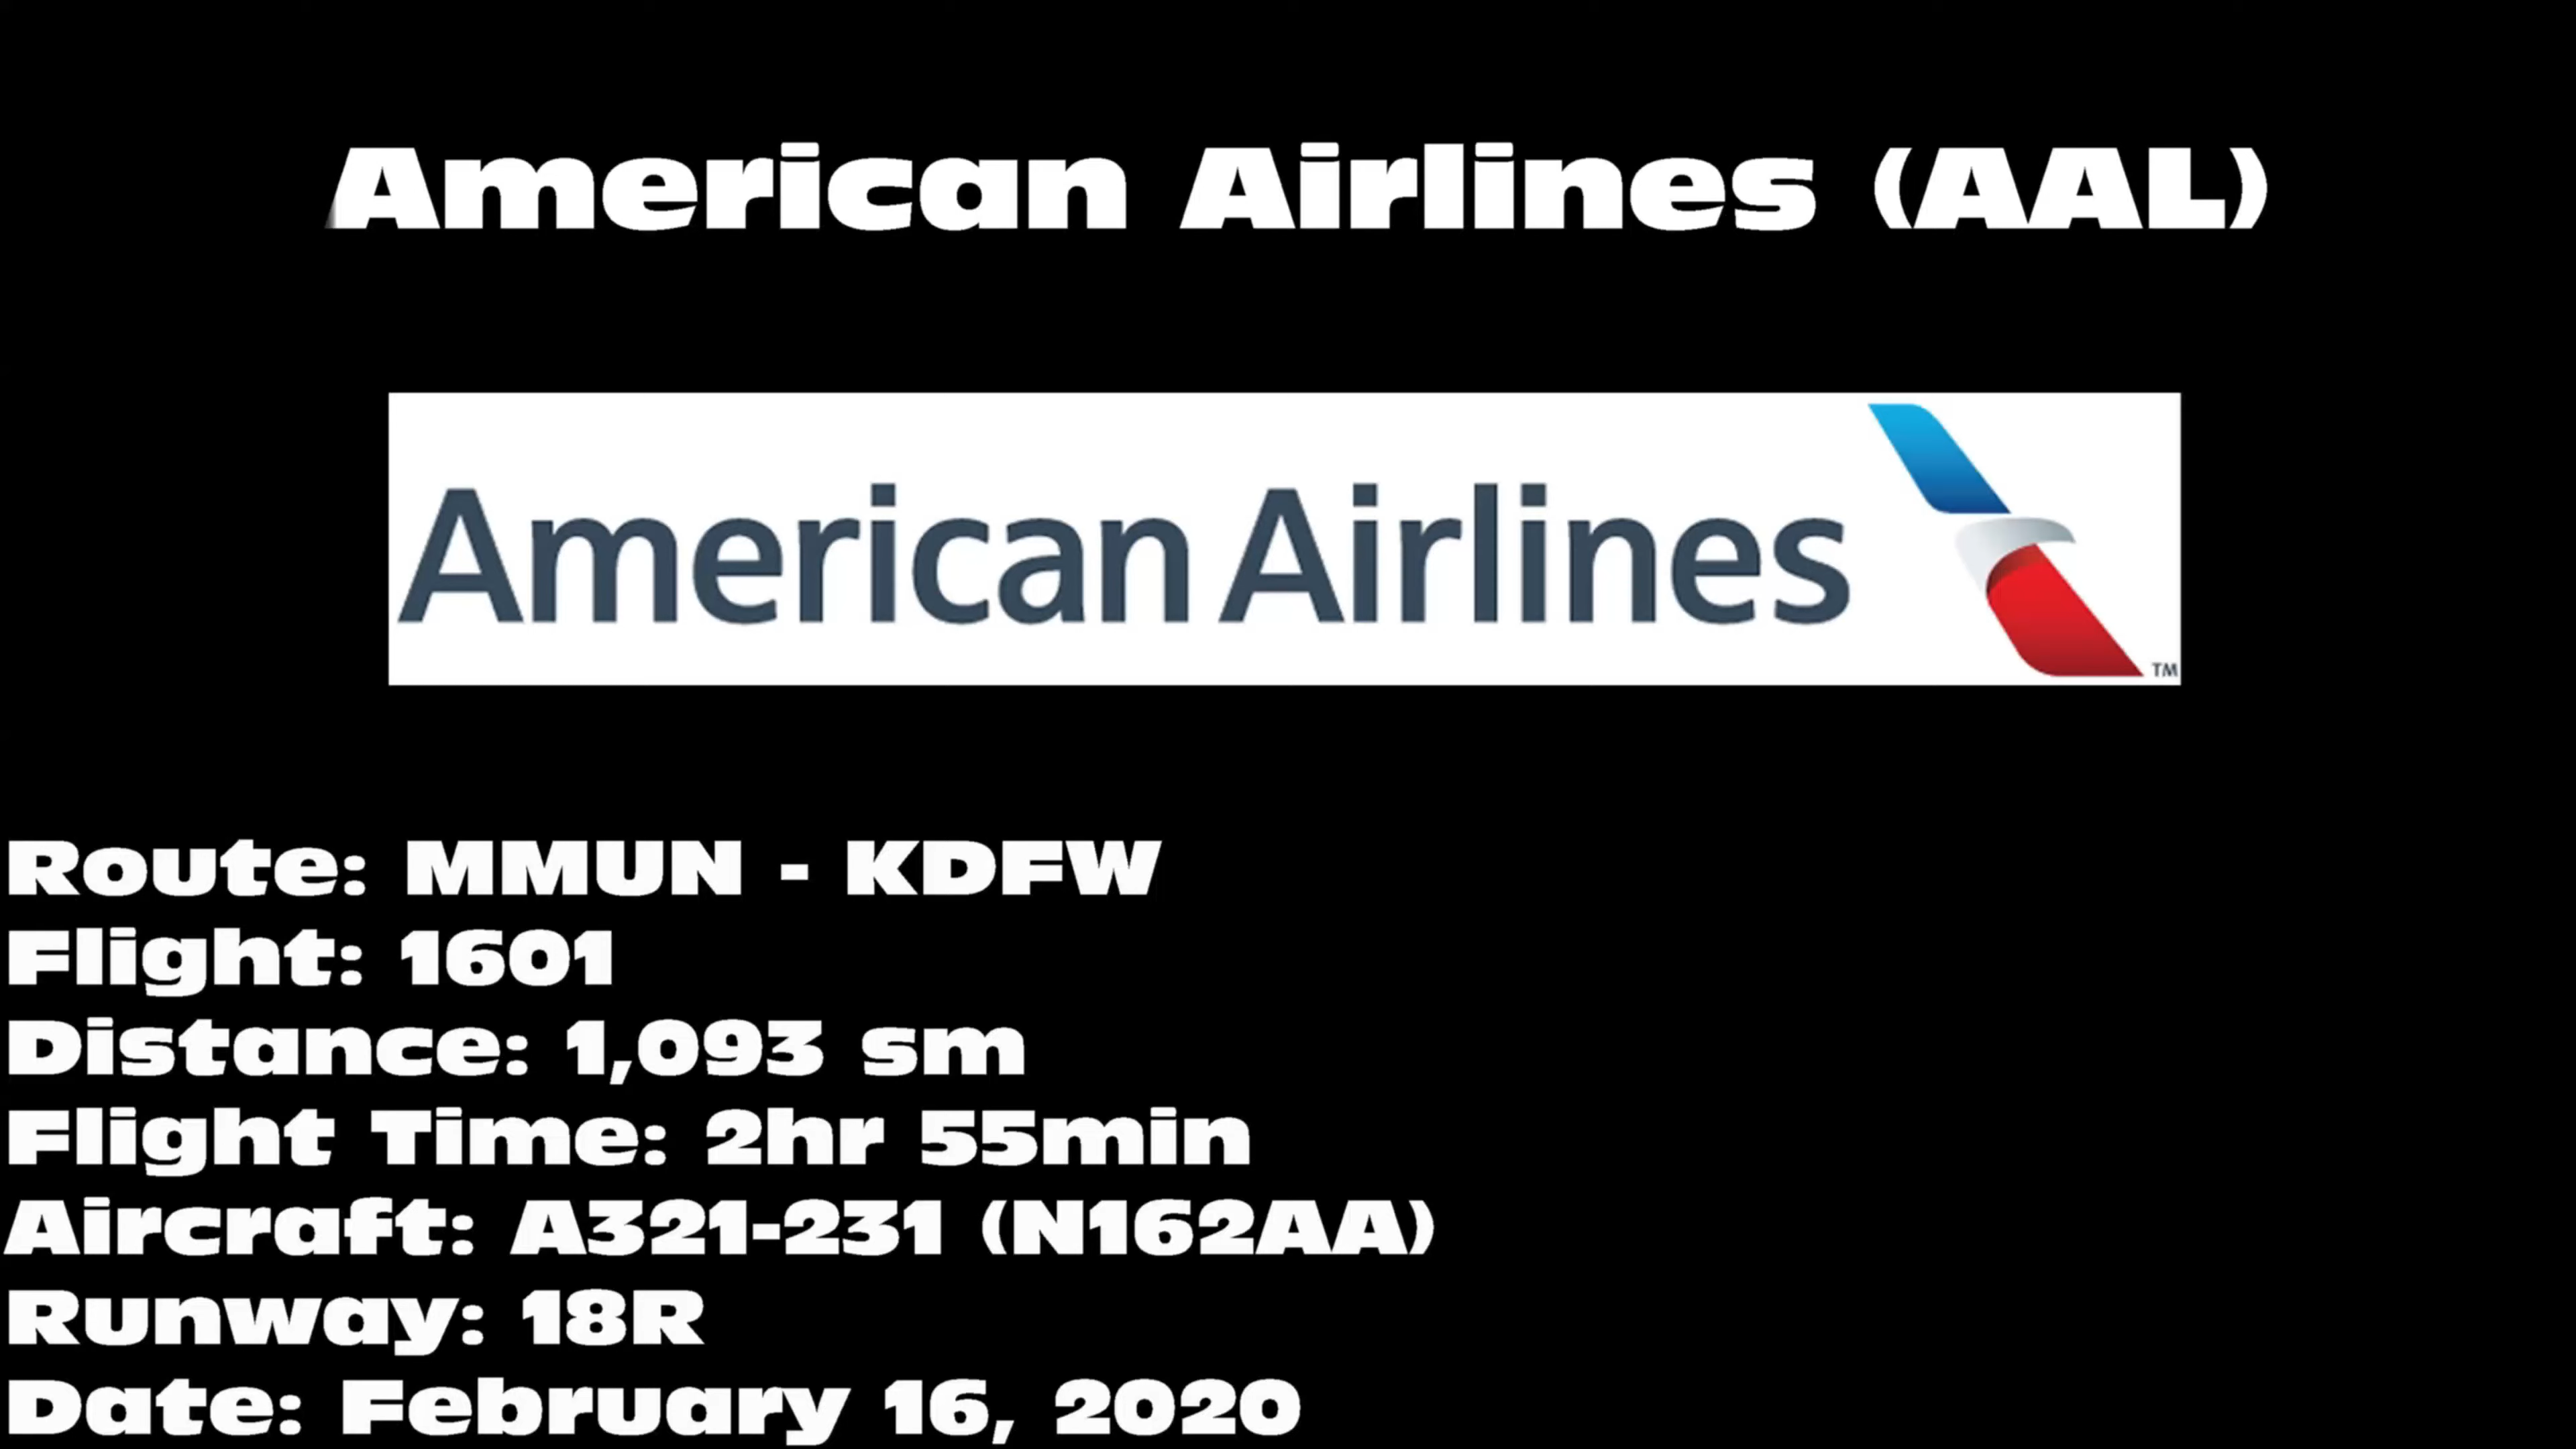 American Airlines (AAL)
American Airlines
TM
Route: MMUN - KDFW
Flight: 1601
Distance: 1,093 sm
Flight Time: 2hr 55min
Aircraft: A321-231 (N162AA)
Runway: 18R
Date: February 16, 2020